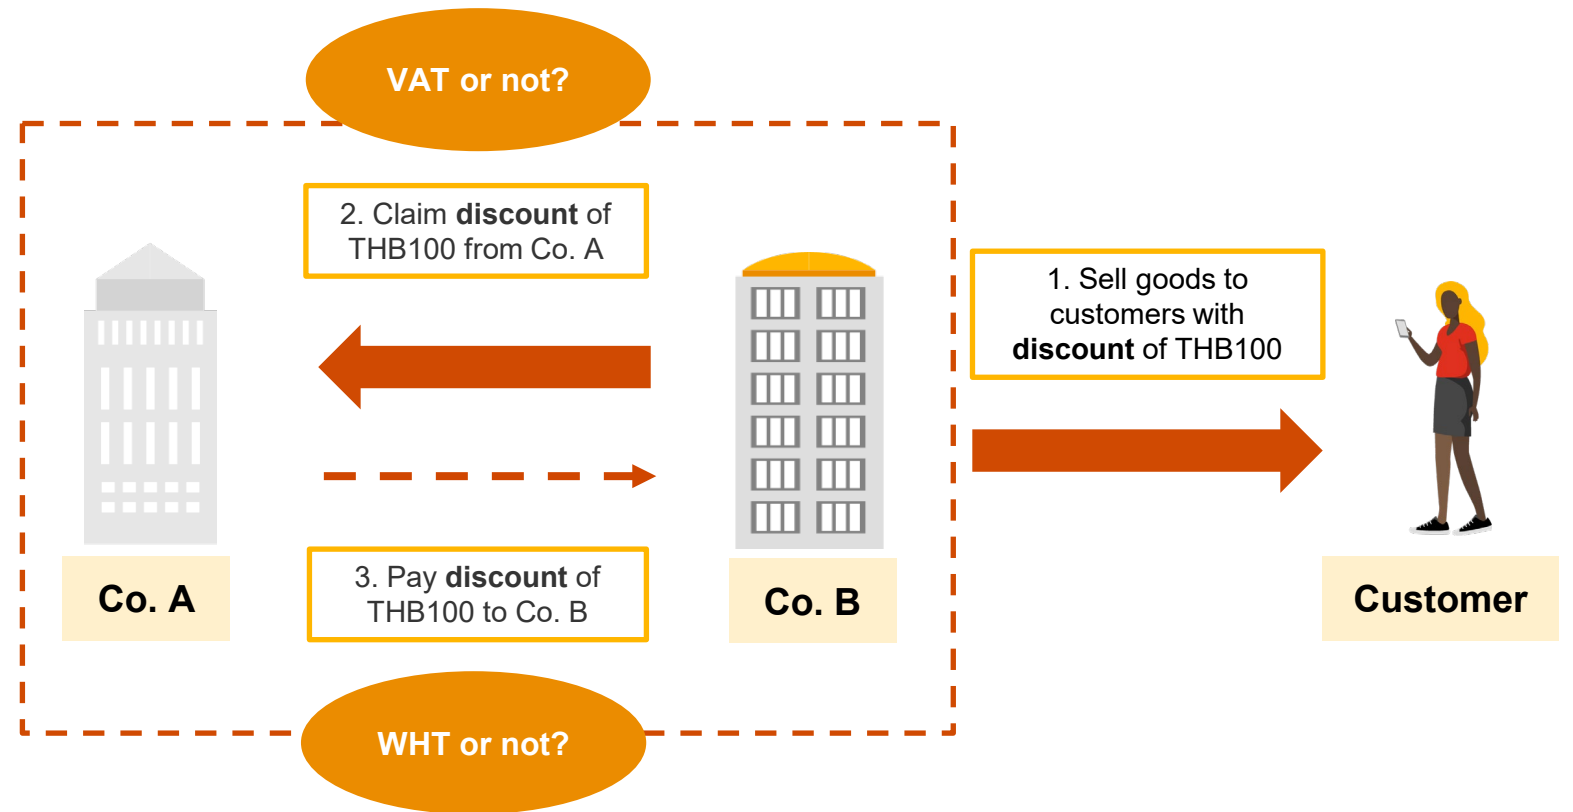 VAT or not?
2. Claim discount of
THB100 from Co. A
1. Sell goods to
customers with
discount of THB100
3. Pay discount of
THB100 to Co. B
Co. A
Co. B
Customer
WHT or not?